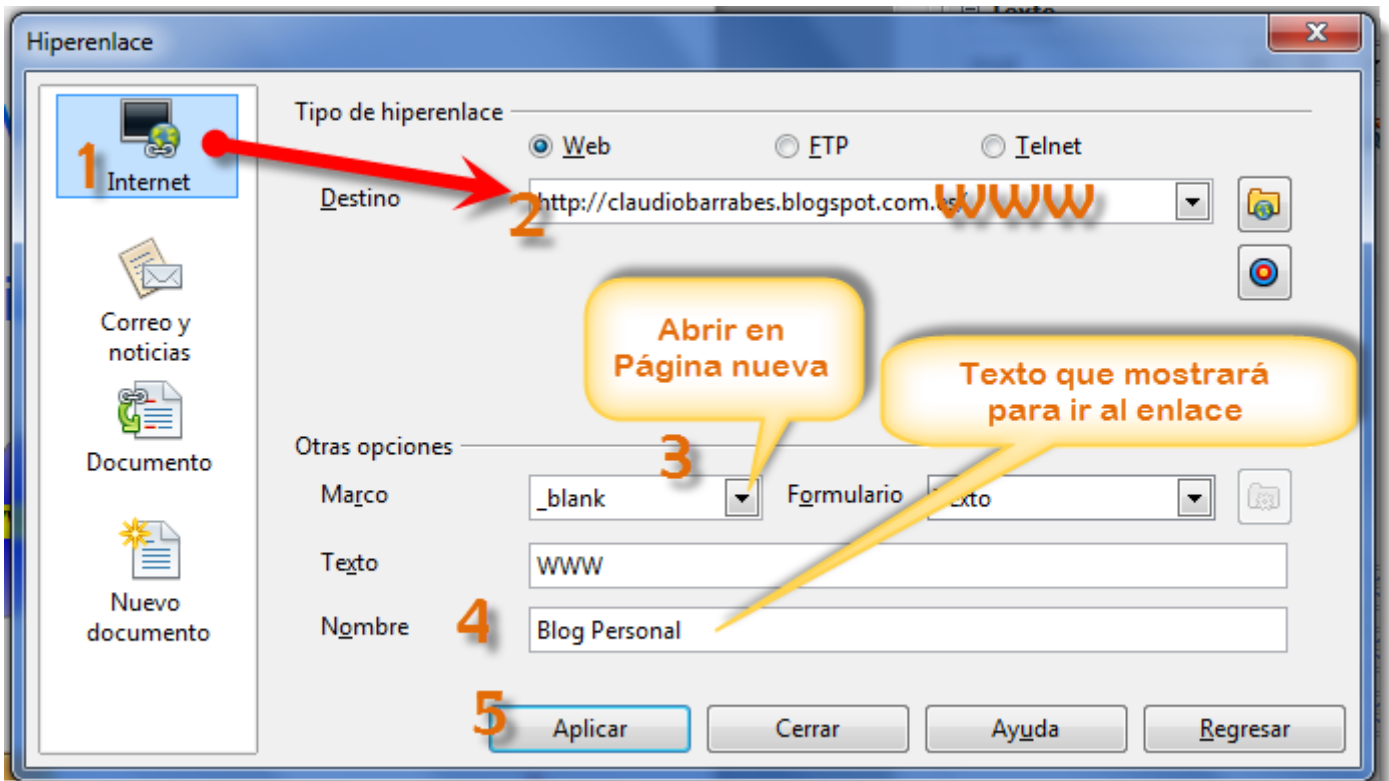 Texto
Hiperenlace
1
Internet
Correo y
noticias
Documento
Nuevo
documento
Tipo de hiperenlace
Web
FTP
Telnet
Destino
2
http://claudiobarrabes.blogspot.com.es/
WWW
Abrir en
Página nueva
Texto que mostrará
para ir al enlace
Otras opciones
3
Marco
_blank
Formulario
Texto
WWW
Nombre
4
Blog Personal
5
Aplicar
Cerrar
Ayuda
Regresar